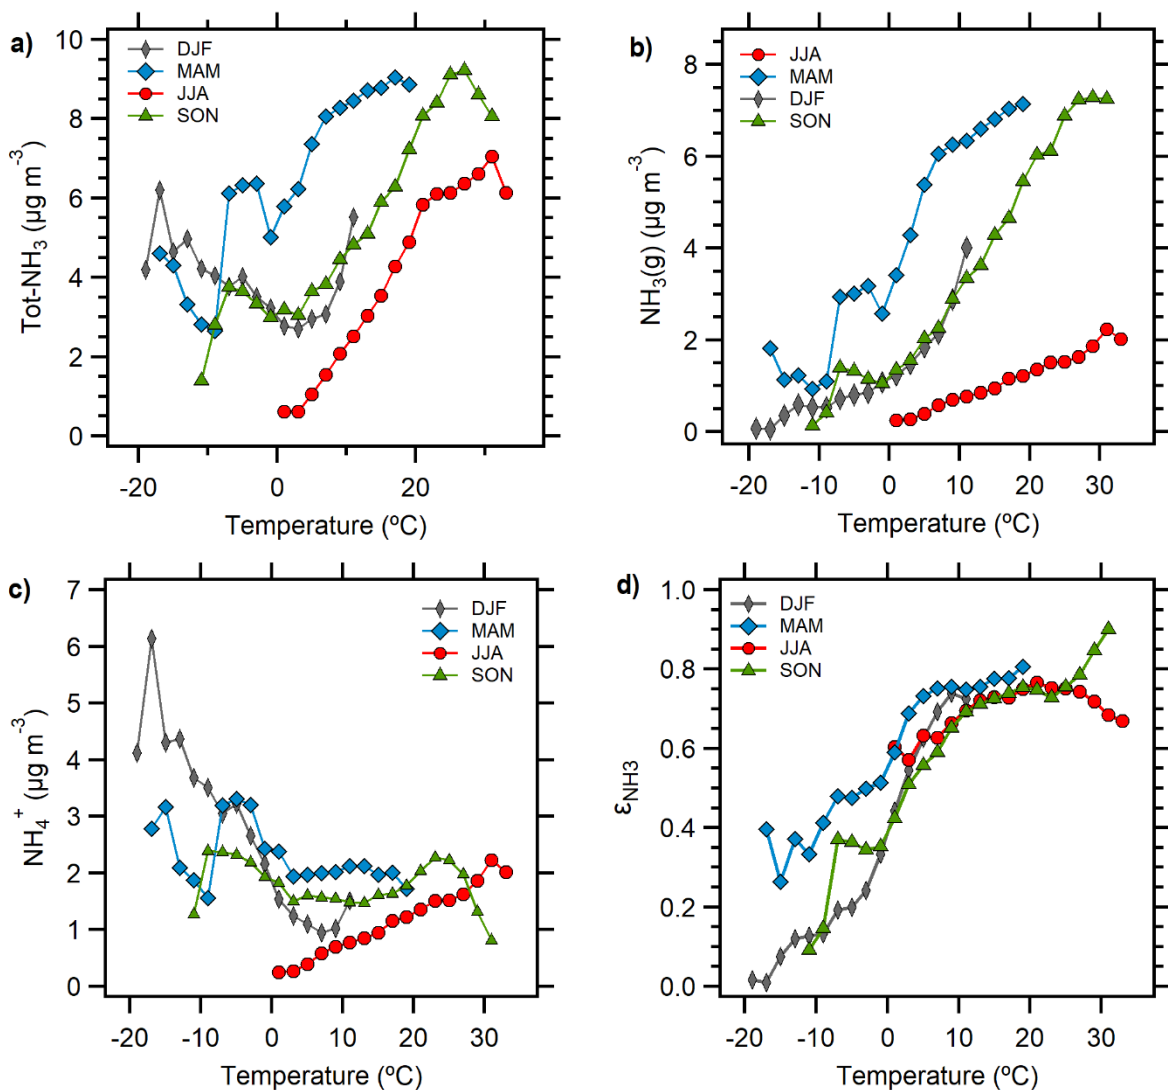 a)
DJF
MAM
JJA
SON
10
8
6
4
2
0
Tot-NH₃ (µg m⁻³)
-20 0 20
Temperature (ºC)
b)
JJA
MAM
DJF
SON
8
6
4
2
0
NH₃(g) (µg m⁻³)
-20 -10 0 10 20 30
Temperature (ºC)
c)
DJF
MAM
JJA
SON
7
6
5
4
3
2
1
0
NH₄⁺ (µg m⁻³)
-20 -10 0 10 20 30
Temperature (ºC)
d)
DJF
MAM
JJA
SON
1.0
0.8
0.6
0.4
0.2
0.0
εNH3
-20 -10 0 10 20 30
Temperature (ºC)